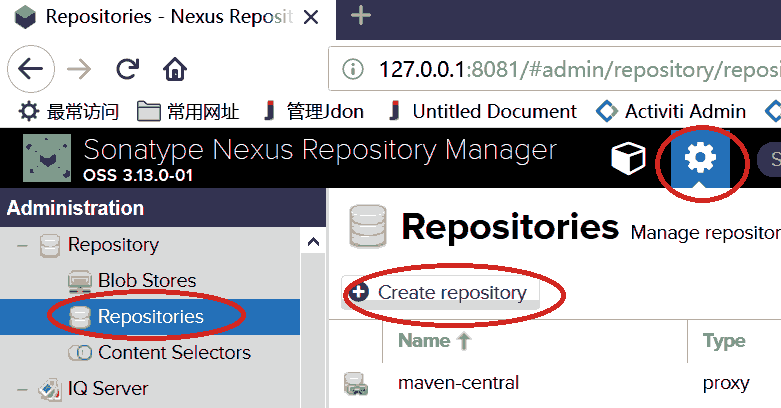 Repositories - Nexus Reposit
127.0.0.1:8081/#admin/repository/reposi
最常访问 常用网址 管理Jdon Untitled Document Activiti Admin
Sonatype Nexus Repository Manager
OSS 3.13.0-01
S
Administration
Repository
Blob Stores
Repositories
Content Selectors
IQ Server
Repositories Manage repositor
Create repository
Name Type
maven-central proxy